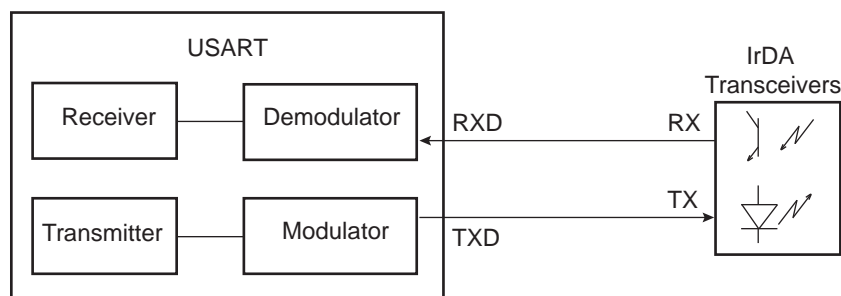 USART
IrDA
Transceivers
Receiver
Demodulator
RXD
RX
Transmitter
Modulator
TXD
TX